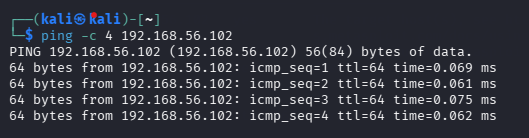 ┌──(kali㉿kali)-[~]
└─$ ping -c 4 192.168.56.102
PING 192.168.56.102 (192.168.56.102) 56(84) bytes of data.
64 bytes from 192.168.56.102: icmp_seq=1 ttl=64 time=0.069 ms
64 bytes from 192.168.56.102: icmp_seq=2 ttl=64 time=0.061 ms
64 bytes from 192.168.56.102: icmp_seq=3 ttl=64 time=0.075 ms
64 bytes from 192.168.56.102: icmp_seq=4 ttl=64 time=0.062 ms